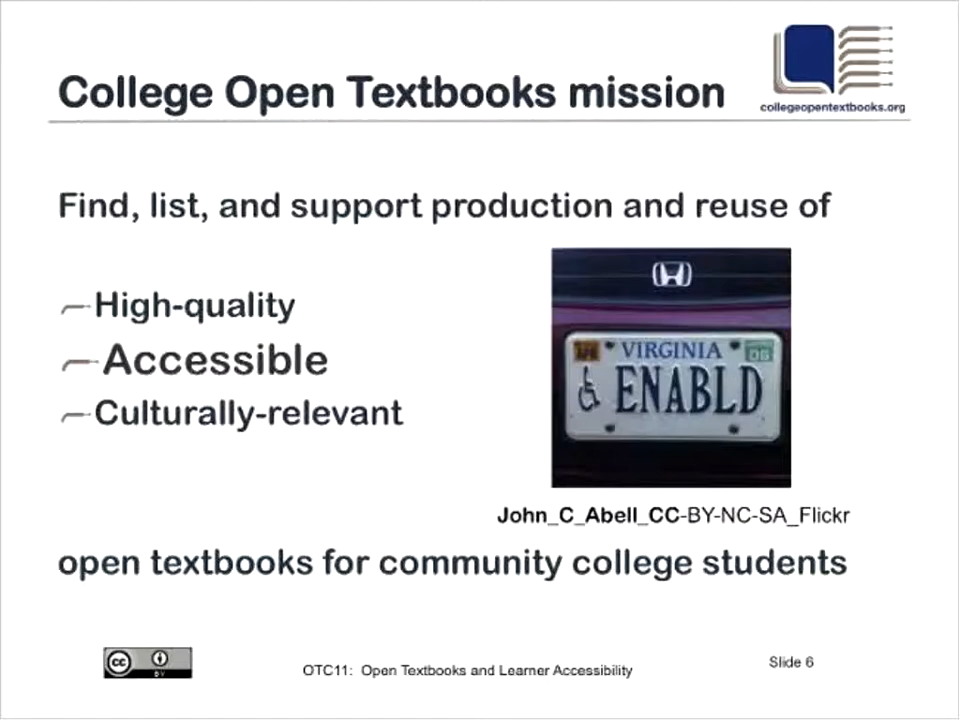 College Open Textbooks mission
collegeopentextbooks.org
Find, list, and support production and reuse of
High-quality
Accessible
Culturally-relevant
VIRGINIA
ENABLD
John_C_Abell_CC-BY-NC-SA_Flickr
open textbooks for community college students
cc
BY
OTC11: Open Textbooks and Learner Accessibility
Slide 6